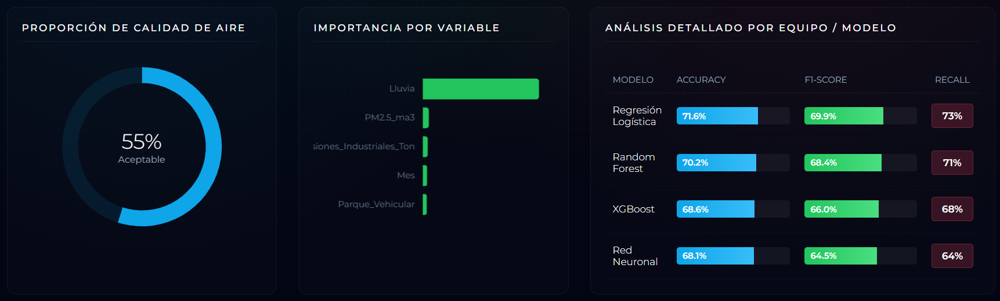 PROPORCIÓN DE CALIDAD DE AIRE
55%
Aceptable
IMPORTANCIA POR VARIABLE
Lluvia
PM2.5_ma3
siones_Industriales_Ton
Mes
Parque_Vehicular
ANÁLISIS DETALLADO POR EQUIPO / MODELO
MODELO ACCURACY F1-SCORE RECALL
Regresión
Logística
71.6% 69.9% 73%
Random
Forest
70.2% 68.4% 71%
XGBoost 68.6% 66.0% 68%
Red
Neuronal
68.1% 64.5% 64%